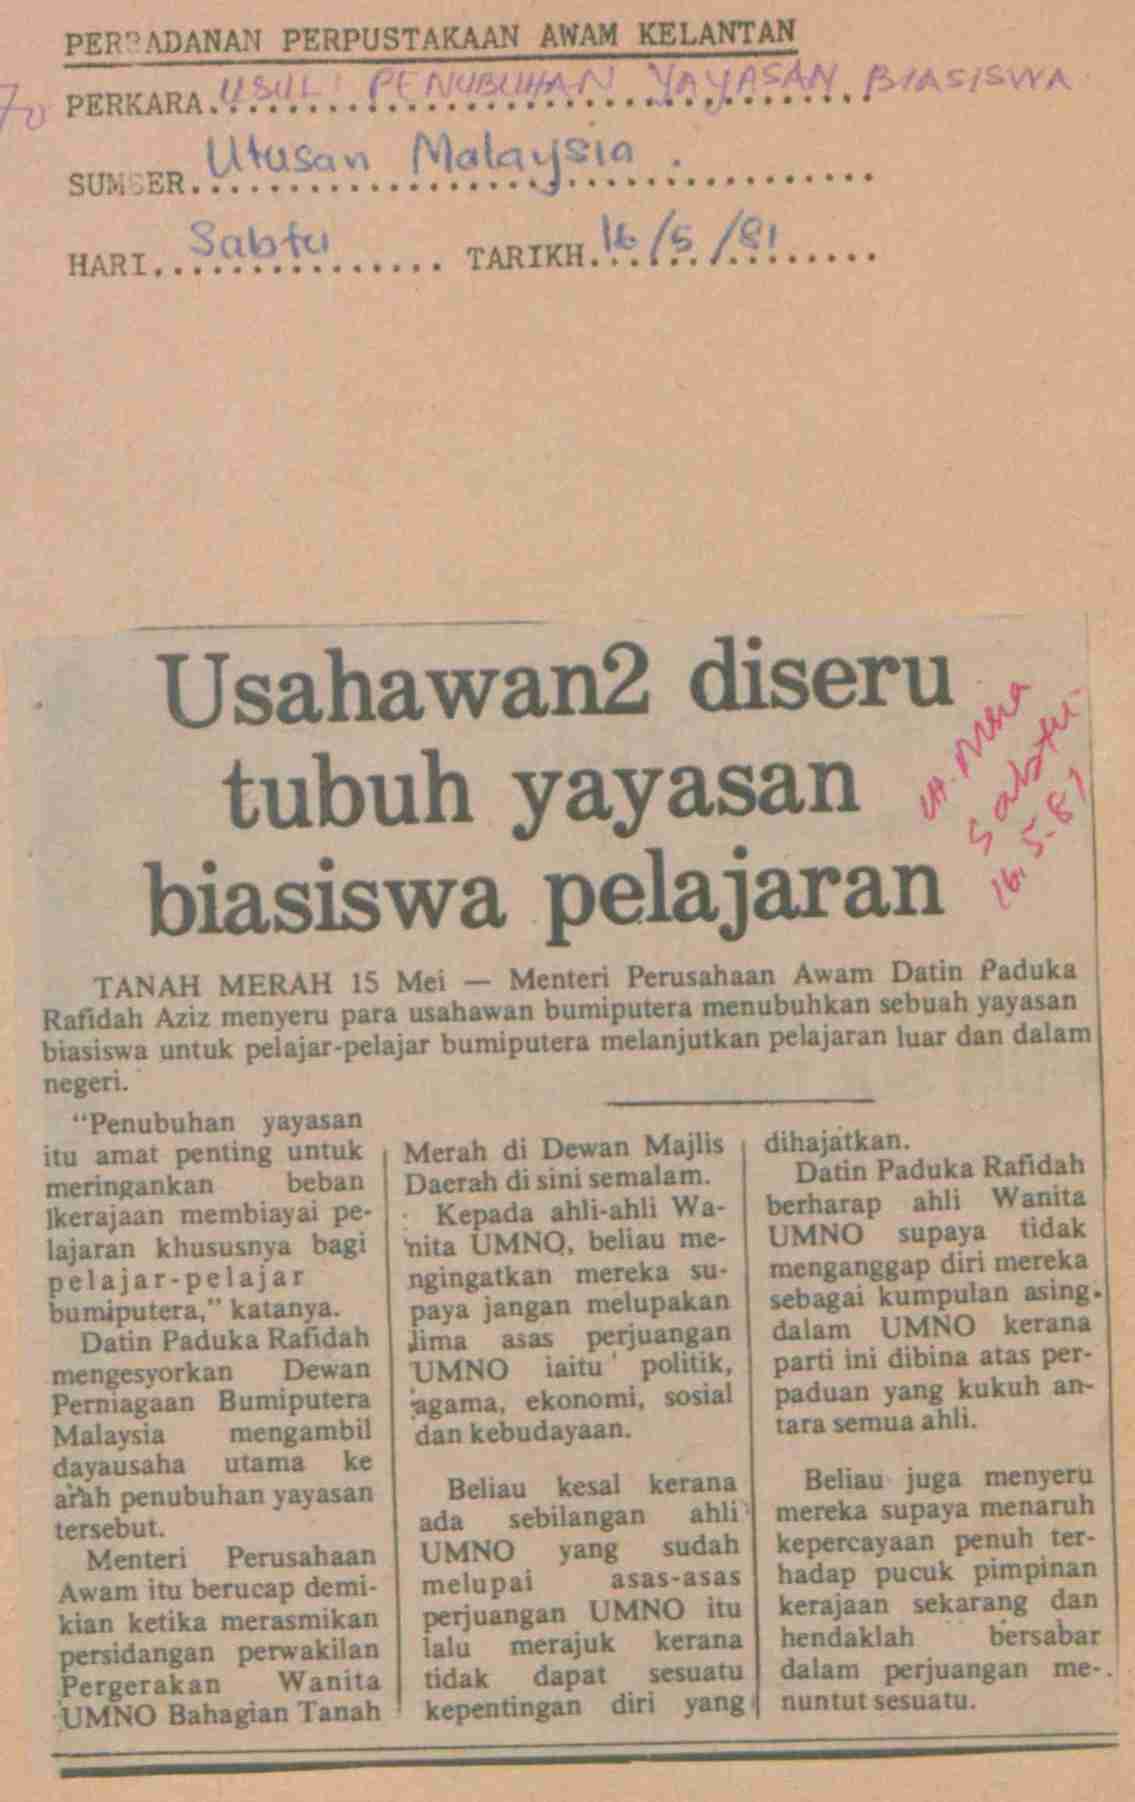 PERBADANAN PERPUSTAKAAN AWAM KELANTAN
70 PERKARA. USUL: PENUBUHAN YAYASAN BIASISWA
SUMBER. Utusan Malaysia.
HARI. Sabtu TARIKH. 16/5/81
Usahawan2 diseru
tubuh yayasan
biasiswa pelajaran
Ut. M'sia
Sabtu
16.5.81
TANAH MERAH 15 Mei — Menteri Perusahaan Awam Datin Paduka
Rafidah Aziz menyeru para usahawan bumiputera menubuhkan sebuah yayasan
biasiswa untuk pelajar-pelajar bumiputera melanjutkan pelajaran luar dan dalam
negeri.
“Penubuhan yayasan
itu amat penting untuk
meringankan beban
kerajaan membiayai pe-
lajaran khususnya bagi
pelajar-pelajar
bumiputera,” katanya.
Datin Paduka Rafidah
mengesyorkan Dewan
Perniagaan Bumiputera
Malaysia mengambil
dayausaha utama ke
arah penubuhan yayasan
tersebut.
Menteri Perusahaan
Awam itu berucap demi-
kian ketika merasmikan
persidangan perwakilan
Pergerakan Wanita
UMNO Bahagian Tanah
Merah di Dewan Majlis
Daerah di sini semalam.
Kepada ahli-ahli Wa-
nita UMNO, beliau me-
ngingatkan mereka su-
paya jangan melupakan
lima asas perjuangan
UMNO iaitu politik,
agama, ekonomi, sosial
dan kebudayaan.
Beliau kesal kerana
ada sebilangan ahli
UMNO yang sudah
melupai asas-asas
perjuangan UMNO itu
lalu merajuk kerana
tidak dapat sesuatu
kepentingan diri yang
dihajatkan.
Datin Paduka Rafidah
berharap ahli Wanita
UMNO supaya tidak
menganggap diri mereka
sebagai kumpulan asing
dalam UMNO kerana
parti ini dibina atas per-
paduan yang kukuh an-
tara semua ahli.
Beliau juga menyeru
mereka supaya menaruh
kepercayaan penuh ter-
hadap pucuk pimpinan
kerajaan sekarang dan
hendaklah bersabar
dalam perjuangan me-
nuntut sesuatu.